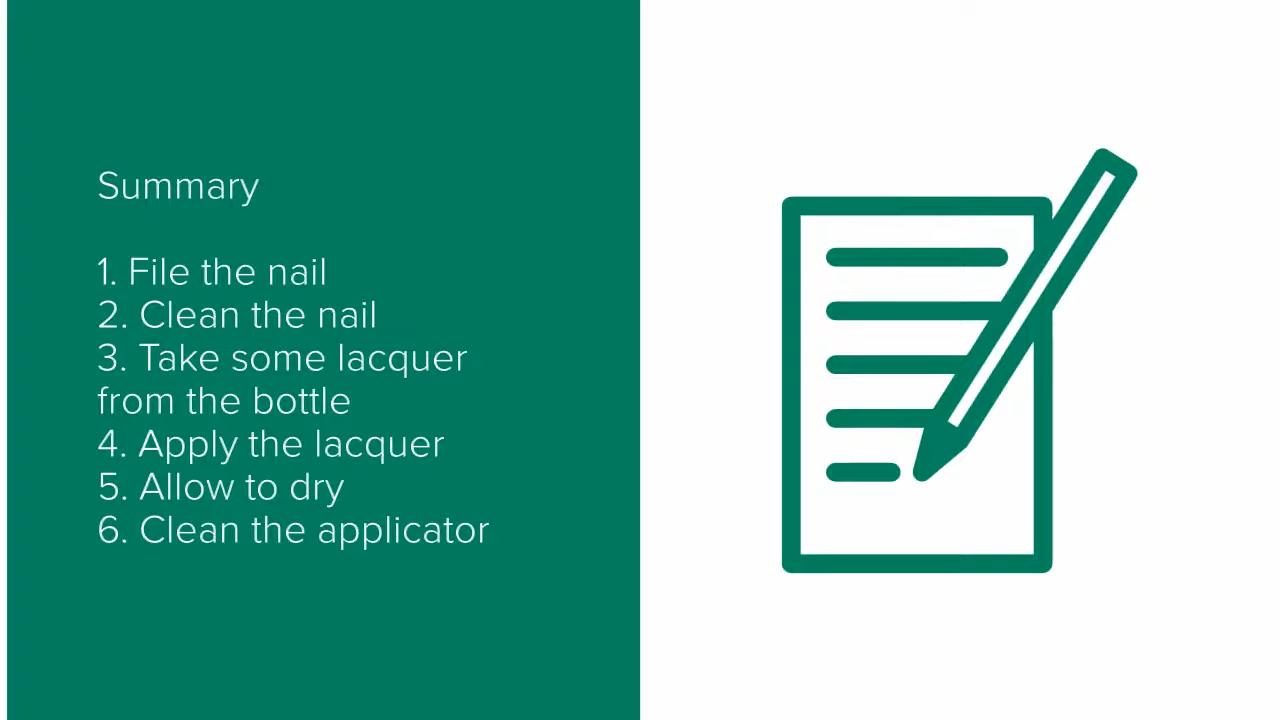 Summary
1. File the nail
2. Clean the nail
3. Take some lacquer
from the bottle
4. Apply the lacquer
5. Allow to dry
6. Clean the applicator